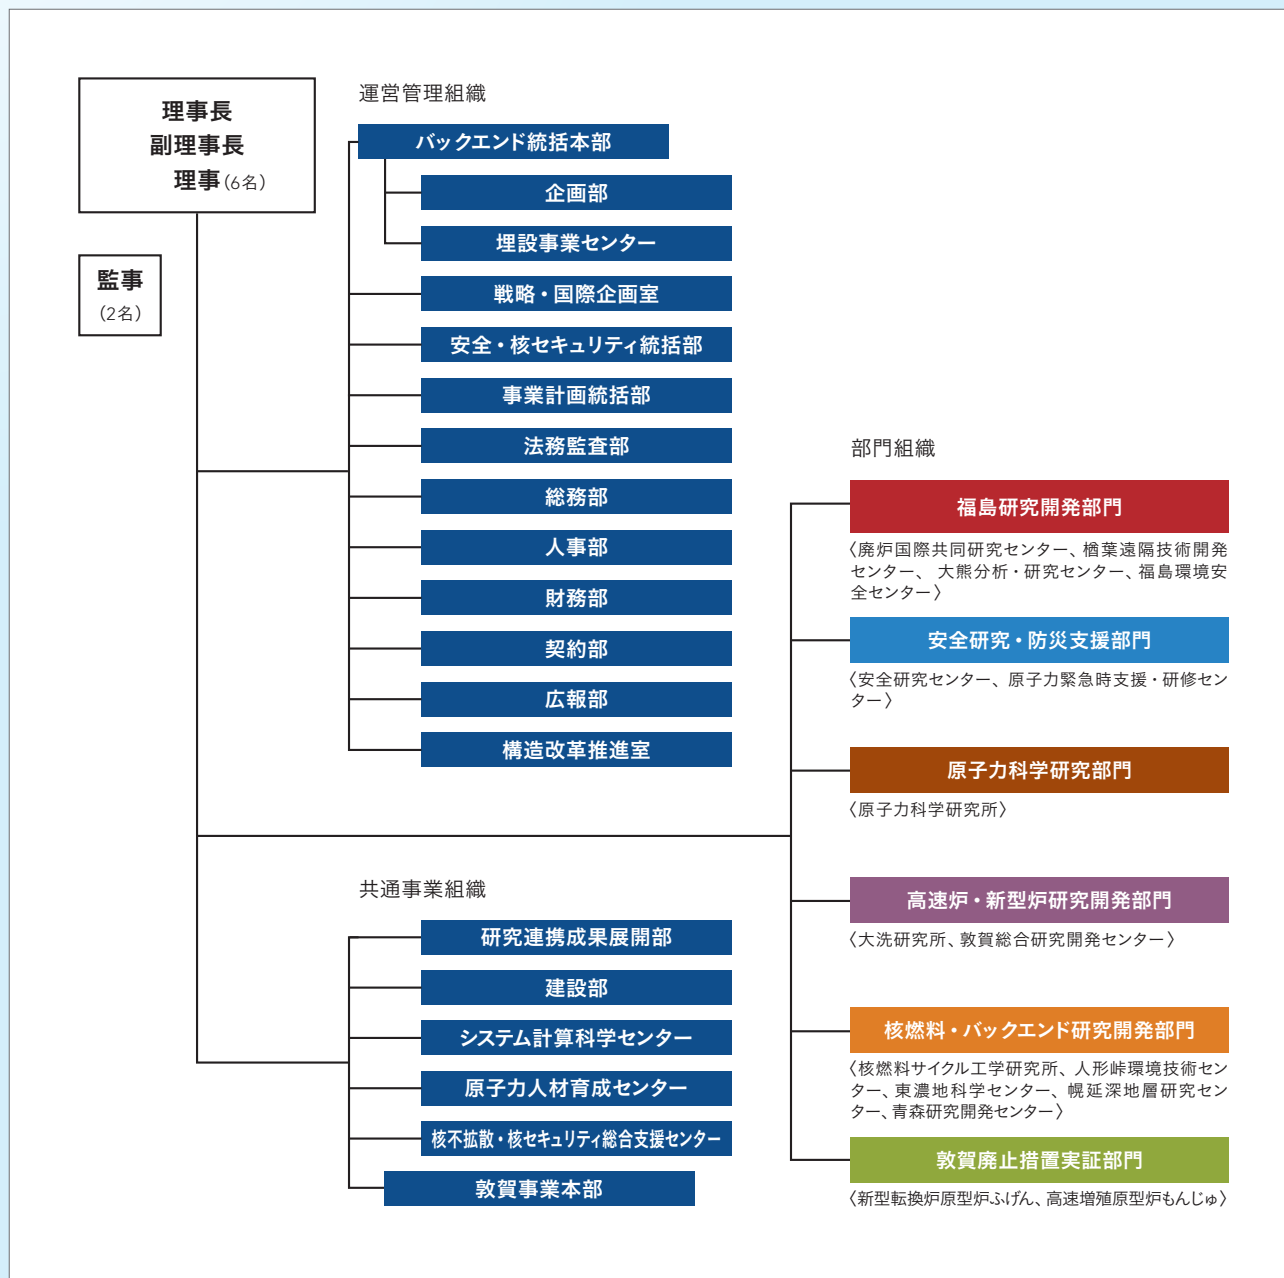 理事長
副理事長
理事（6名）
監事
（2名）
運営管理組織
バックエンド統括本部
企画部
埋設事業センター
戦略・国際企画室
安全・核セキュリティ統括部
事業計画統括部
法務監査部
総務部
人事部
財務部
契約部
広報部
構造改革推進室
共通事業組織
研究連携成果展開部
建設部
システム計算科学センター
原子力人材育成センター
核不拡散・核セキュリティ総合支援センター
敦賀事業本部
部門組織
福島研究開発部門
〈廃炉国際共同研究センター、楢葉遠隔技術開発
センター、 大熊分析・研究センター、福島環境安
全センター〉
安全研究・防災支援部門
〈安全研究センター、原子力緊急時支援・研修セン
ター〉
原子力科学研究部門
〈原子力科学研究所〉
高速炉・新型炉研究開発部門
〈大洗研究所、敦賀総合研究開発センター〉
核燃料・バックエンド研究開発部門
〈核燃料サイクル工学研究所、人形峠環境技術セン
ター、東濃地科学センター、幌延深地層研究セン
ター、青森研究開発センター〉
敦賀廃止措置実証部門
〈新型転換炉原型炉ふげん、高速増殖原型炉もんじゅ〉